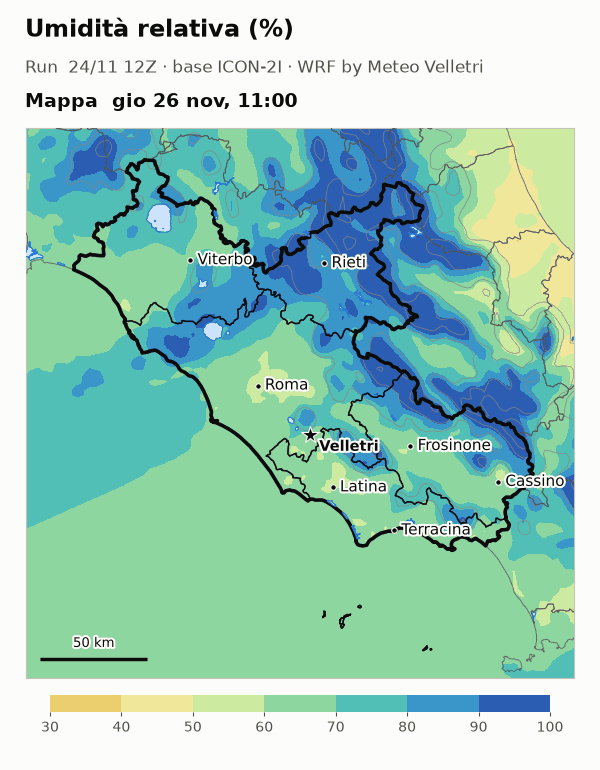 Umidità relativa (%)
Run 24/11 12Z · base ICON-2I · WRF by Meteo Velletri
Mappa gio 26 nov, 11:00
Viterbo
Rieti
Roma
Velletri
Frosinone
Cassino
Latina
Terracina
50 km
30 40 50 60 70 80 90 100